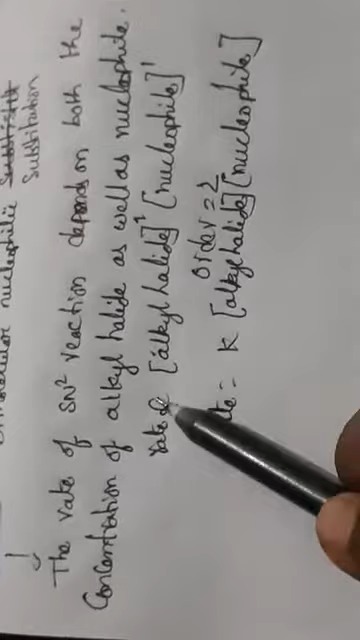 nucleophilic
Substitution
The rate of SN² reaction depends on both the
Concentration of alkyl halide as well as nucleophile.
rate α [alkyl halide]¹ [nucleophile]¹
Order = 2
= K [alkyl halide] [nucleophile]